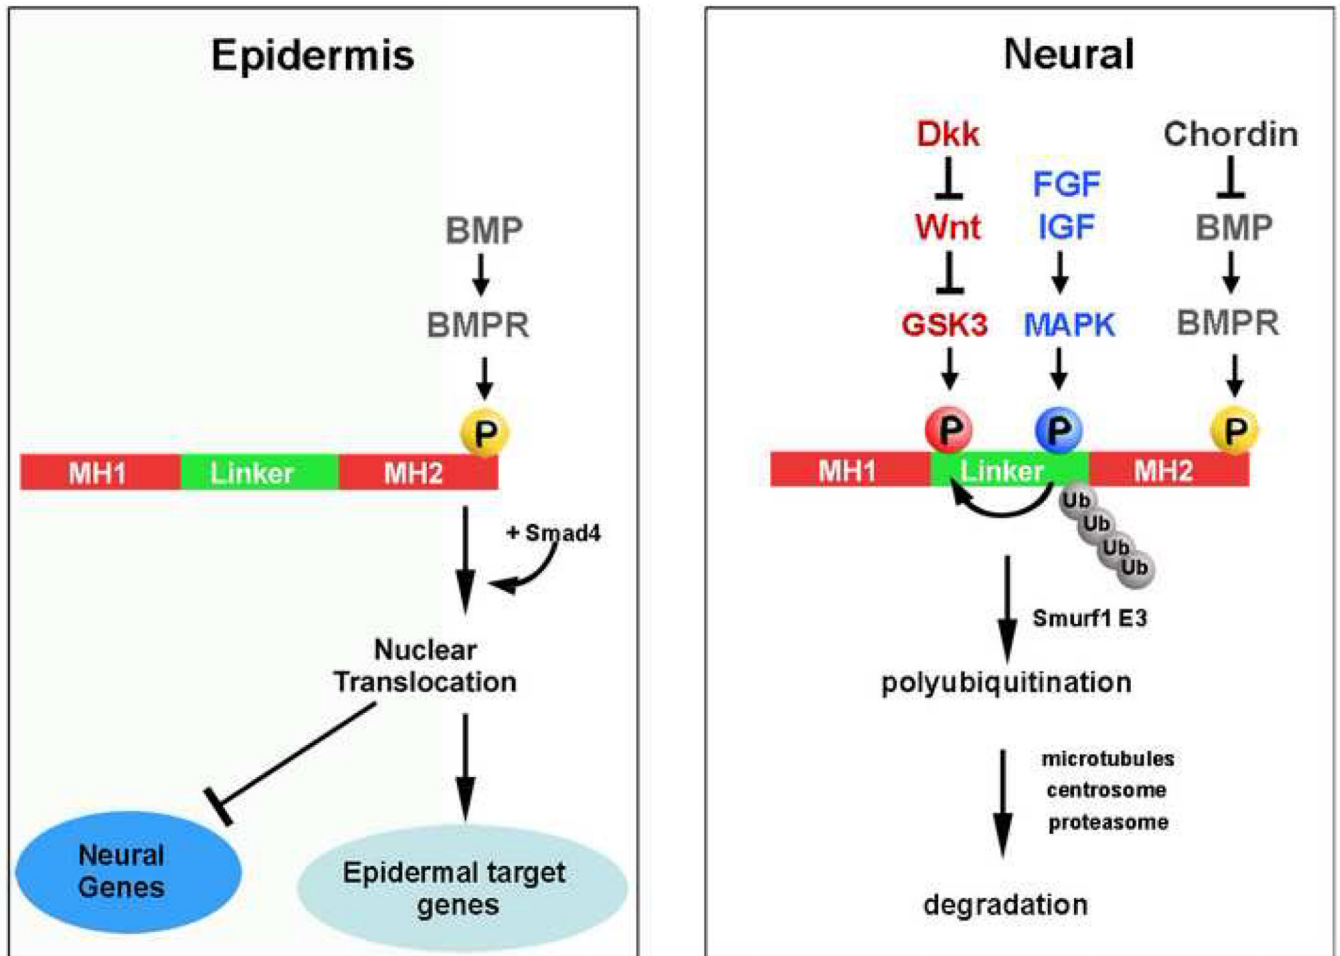 Epidermis
BMP
BMPR
P
MH1 Linker MH2
+ Smad4
Nuclear
Translocation
Neural
Genes
Epidermal target
genes
Neural
Dkk
Chordin
FGF
Wnt
IGF
BMP
GSK3
MAPK
BMPR
P
P
P
MH1 Linker MH2
Ub
Ub
Ub
Ub
Smurf1 E3
polyubiquitination
microtubules
centrosome
proteasome
degradation